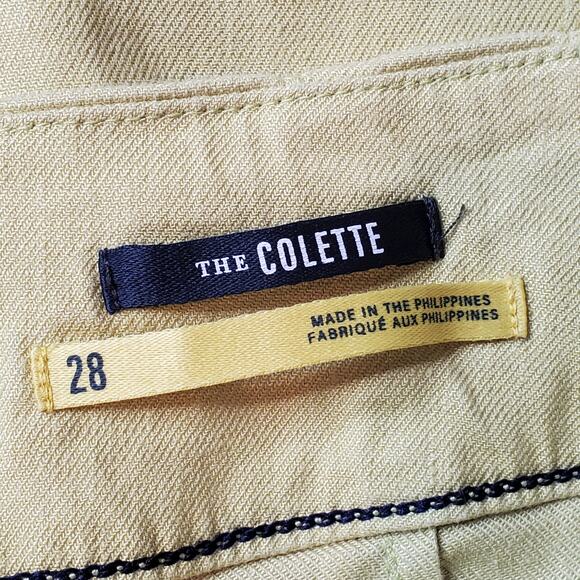 THE COLETTE
28
MADE IN THE PHILIPPINES
FABRIQUÉ AUX PHILIPPINES